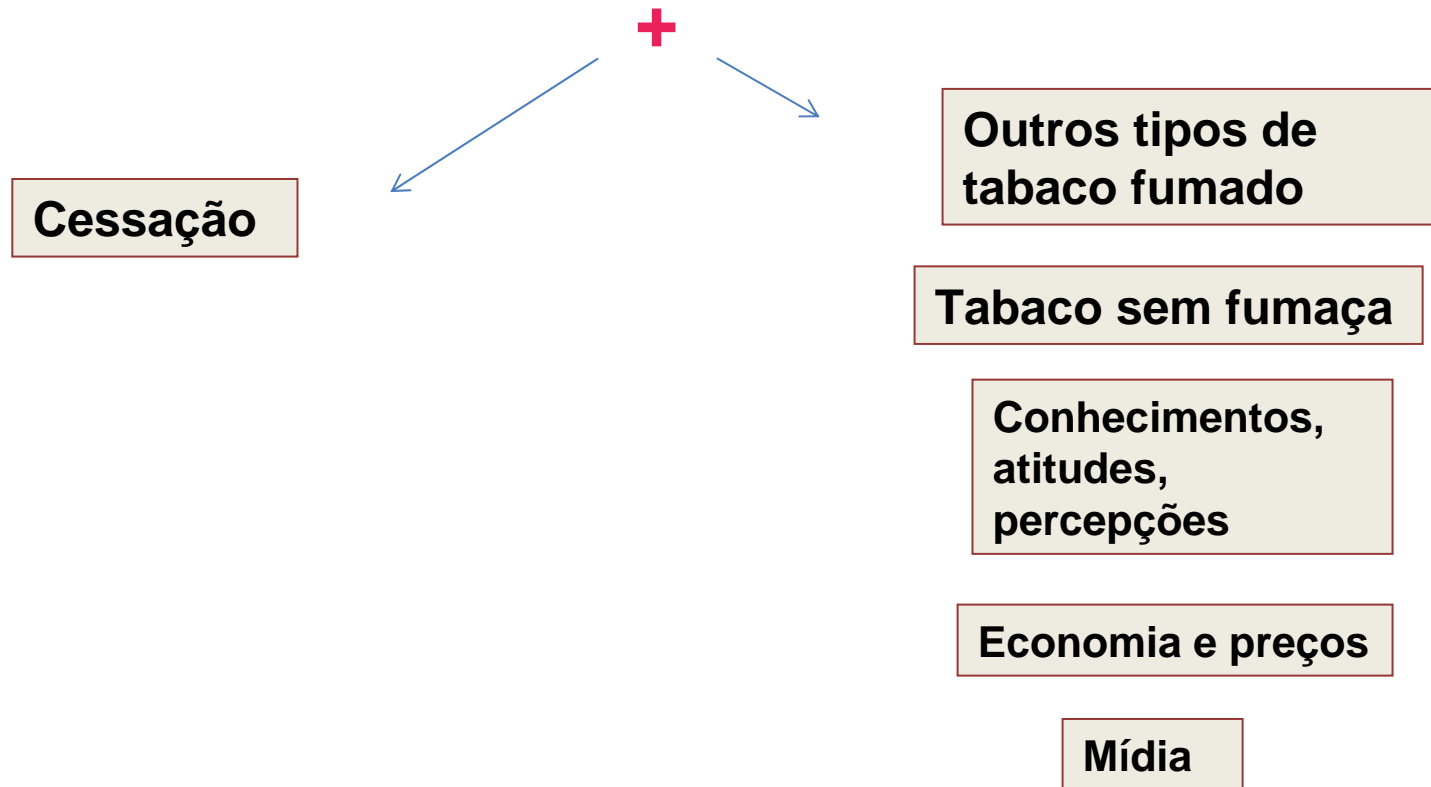 +
Outros tipos de
tabaco fumado
Cessação
Tabaco sem fumaça
Conhecimentos,
atitudes,
percepções
Economia e preços
Mídia